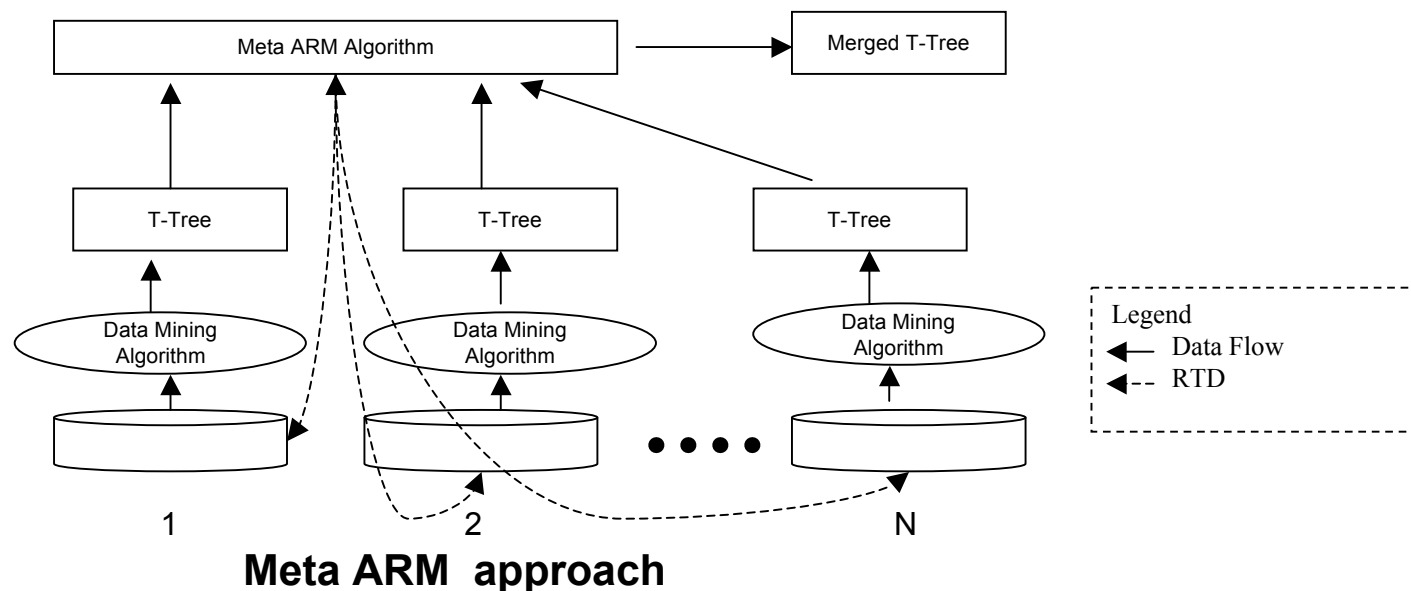 Meta ARM Algorithm
Merged T-Tree
T-Tree
T-Tree
T-Tree
Data Mining
Algorithm
Data Mining
Algorithm
Data Mining
Algorithm
Legend
Data Flow
RTD
1
2
N
Meta ARM approach